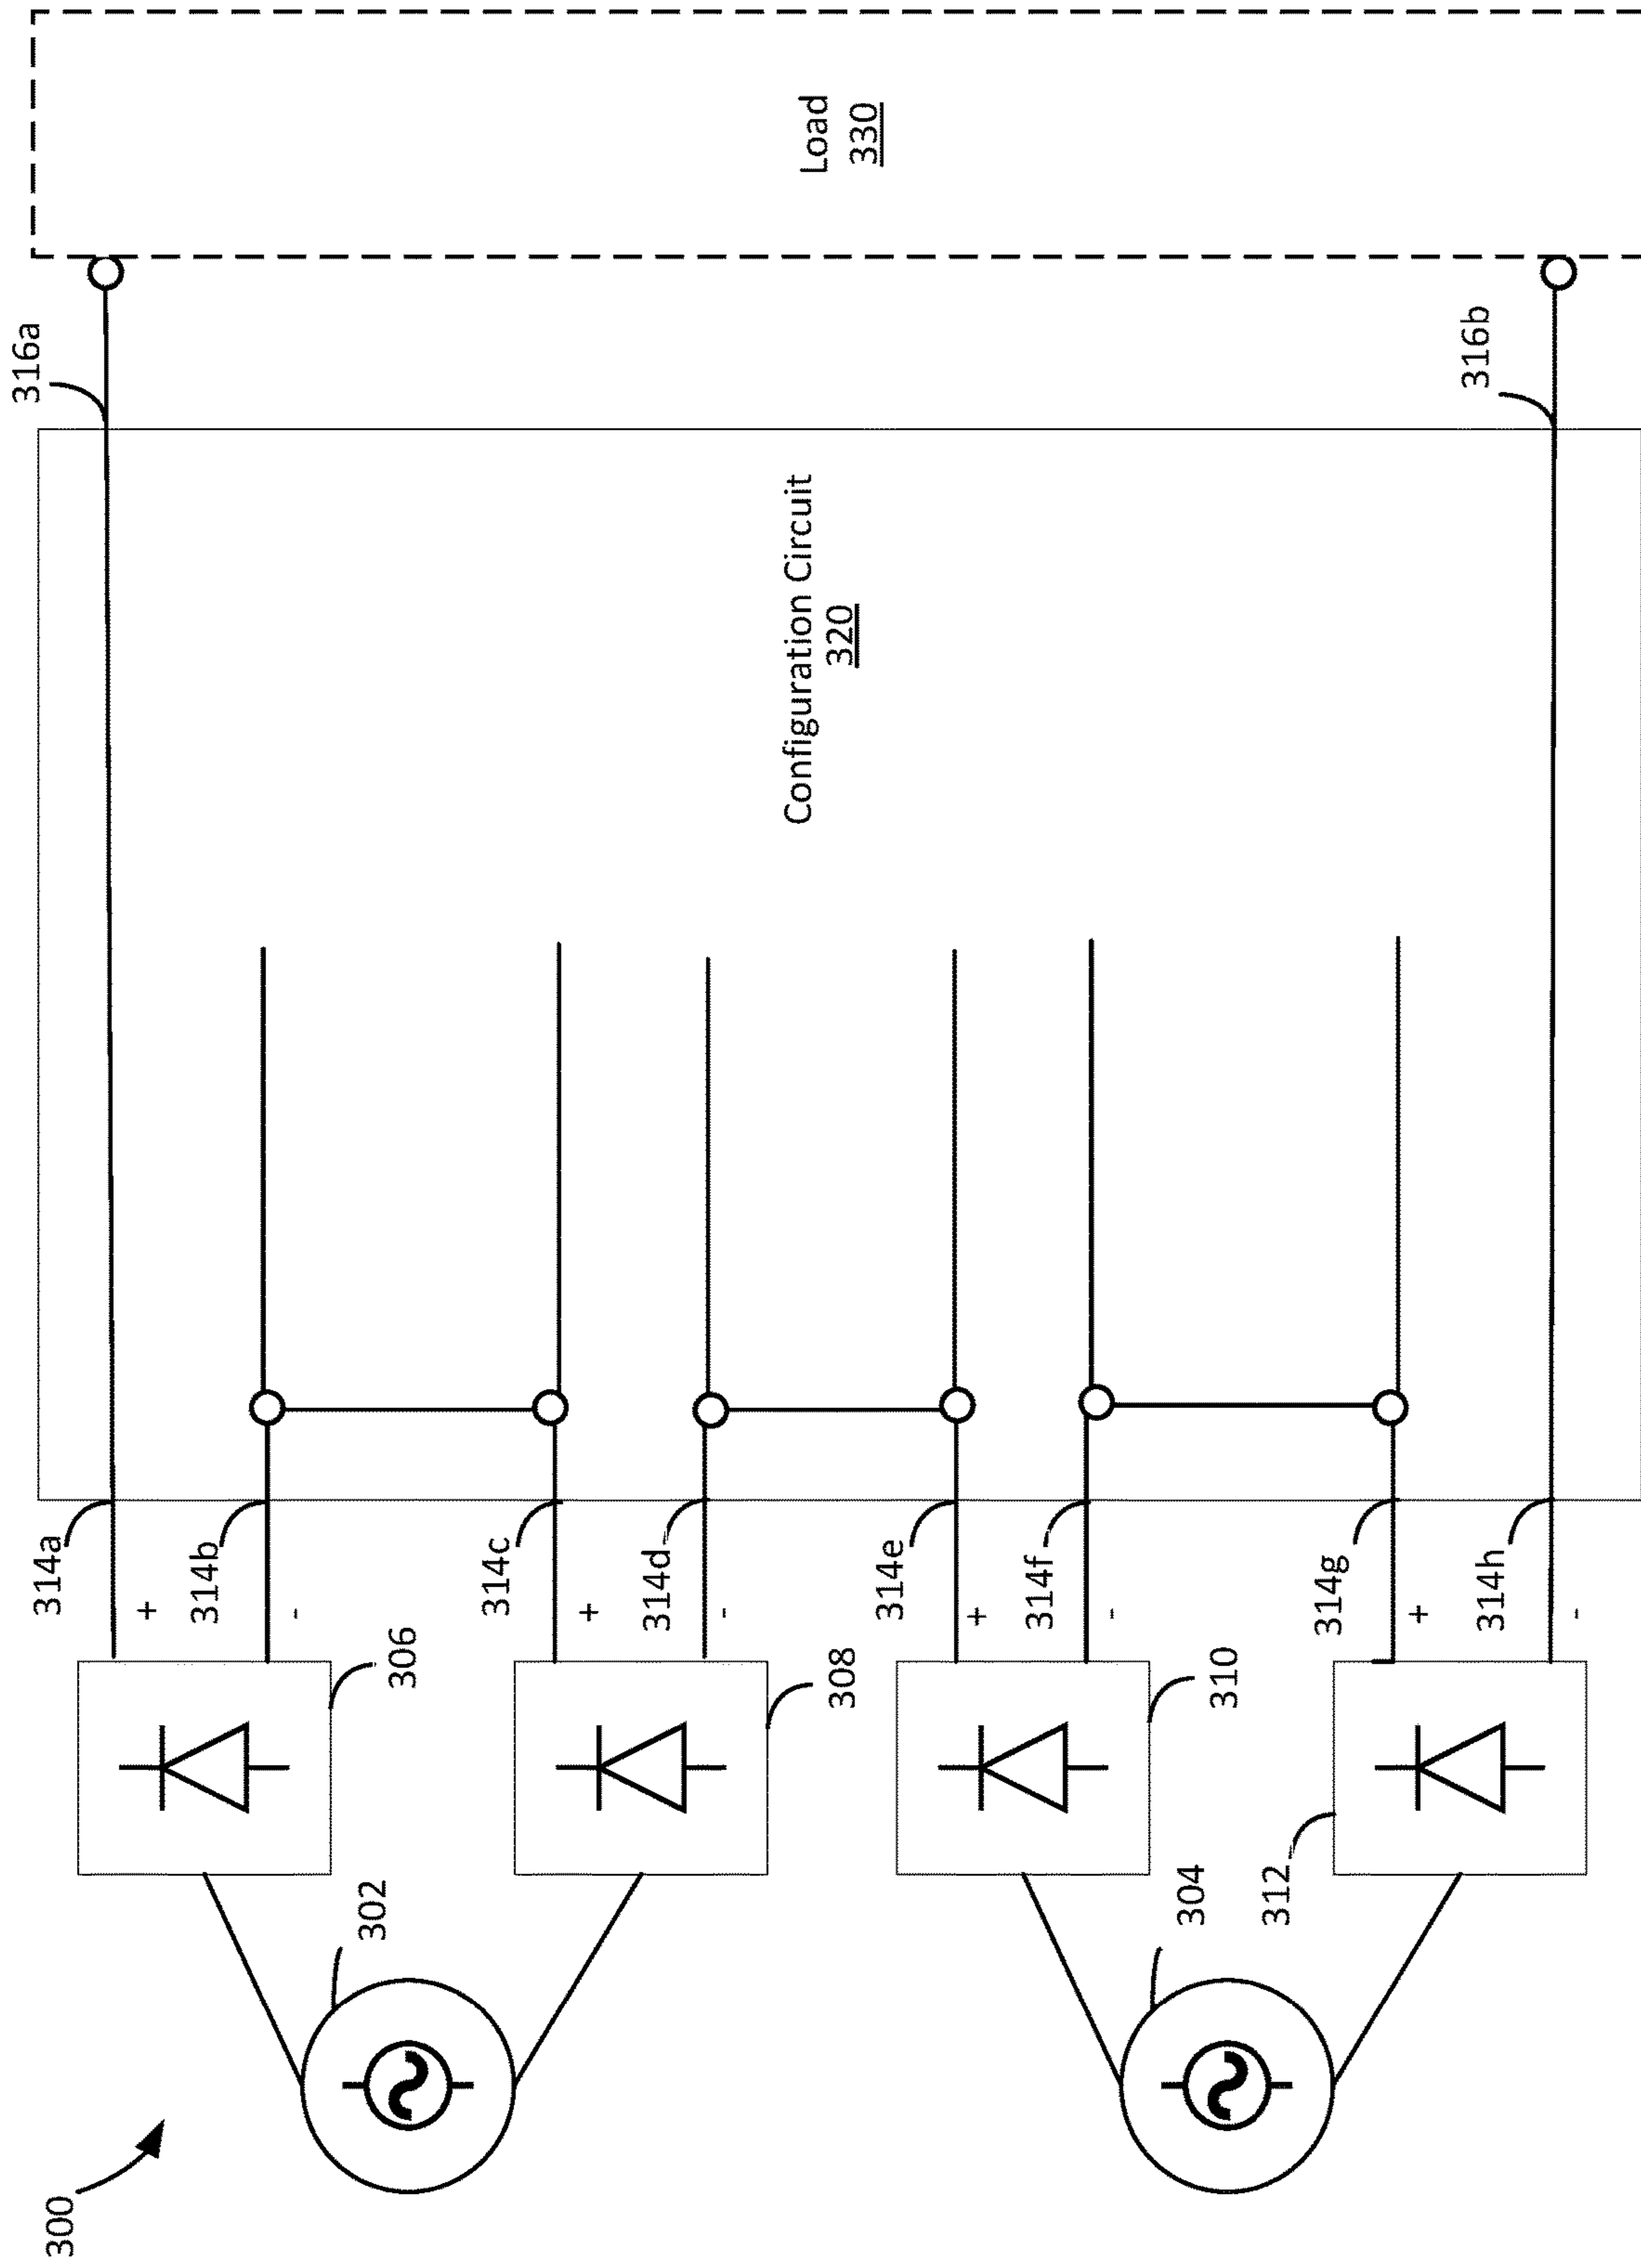 300
302
304
306
308
310
312
314a
+
314b
-
314c
+
314d
-
314e
+
314f
-
314g
+
314h
-
Configuration Circuit
320
316a
316b
Load
330